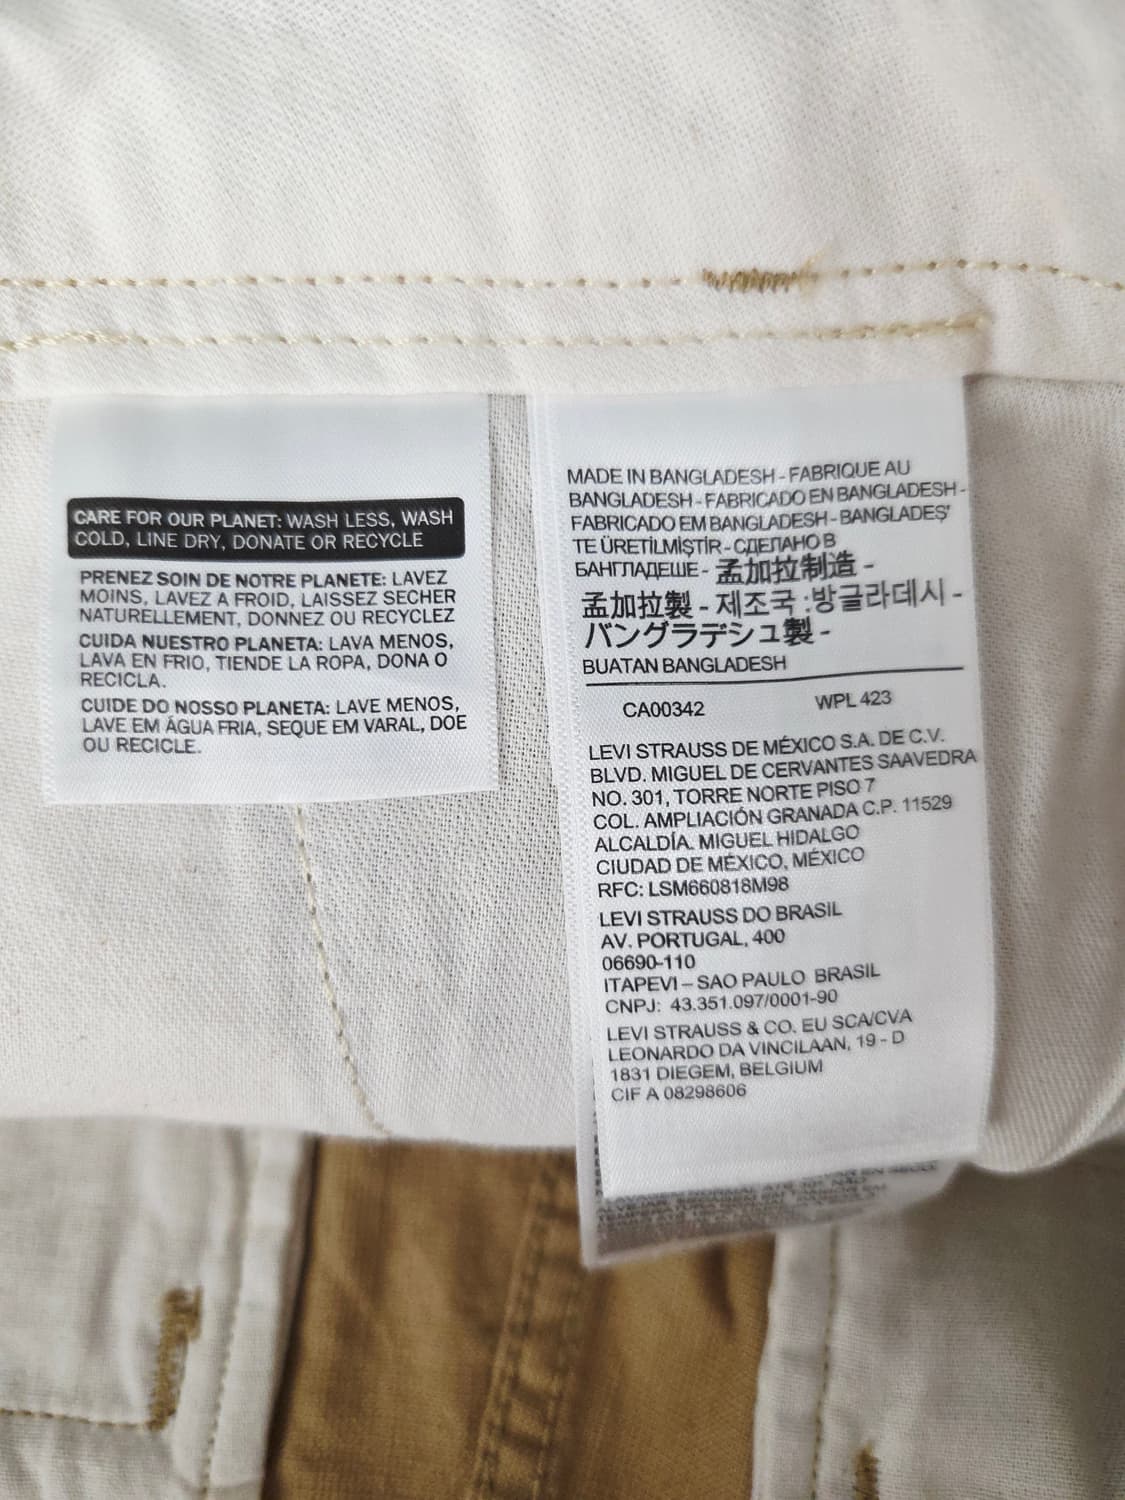 CARE FOR OUR PLANET: WASH LESS, WASH
COLD, LINE DRY, DONATE OR RECYCLE
PRENEZ SOIN DE NOTRE PLANETE: LAVEZ
MOINS, LAVEZ A FROID, LAISSEZ SECHER
NATURELLEMENT, DONNEZ OU RECYCLEZ
CUIDA NUESTRO PLANETA: LAVA MENOS,
LAVA EN FRIO, TIENDE LA ROPA, DONA O
RECICLA.
CUIDE DO NOSSO PLANETA: LAVE MENOS,
LAVE EM ÁGUA FRIA, SEQUE EM VARAL, DOE
OU RECICLE.
MADE IN BANGLADESH - FABRIQUE AU
BANGLADESH - FABRICADO EN BANGLADESH -
FABRICADO EM BANGLADESH - BANGLADEŞ'
TE ÜRETİLMİŞTİR - СДЕЛАНО В
БАНГЛАДЕШЕ - 孟加拉制造 -
孟加拉製 - 제조국 :방글라데시 -
バングラデシュ製 -
BUATAN BANGLADESH
CA00342 WPL 423
LEVI STRAUSS DE MÉXICO S.A. DE C.V.
BLVD. MIGUEL DE CERVANTES SAAVEDRA
NO. 301, TORRE NORTE PISO 7
COL. AMPLIACIÓN GRANADA C.P. 11529
ALCALDÍA. MIGUEL HIDALGO
CIUDAD DE MÉXICO, MÉXICO
RFC: LSM660818M98
LEVI STRAUSS DO BRASIL
AV. PORTUGAL, 400
06690-110
ITAPEVI – SAO PAULO BRASIL
CNPJ: 43.351.097/0001-90
LEVI STRAUSS & CO. EU SCA/CVA
LEONARDO DA VINCILAAN, 19 - D
1831 DIEGEM, BELGIUM
CIF A 08298606